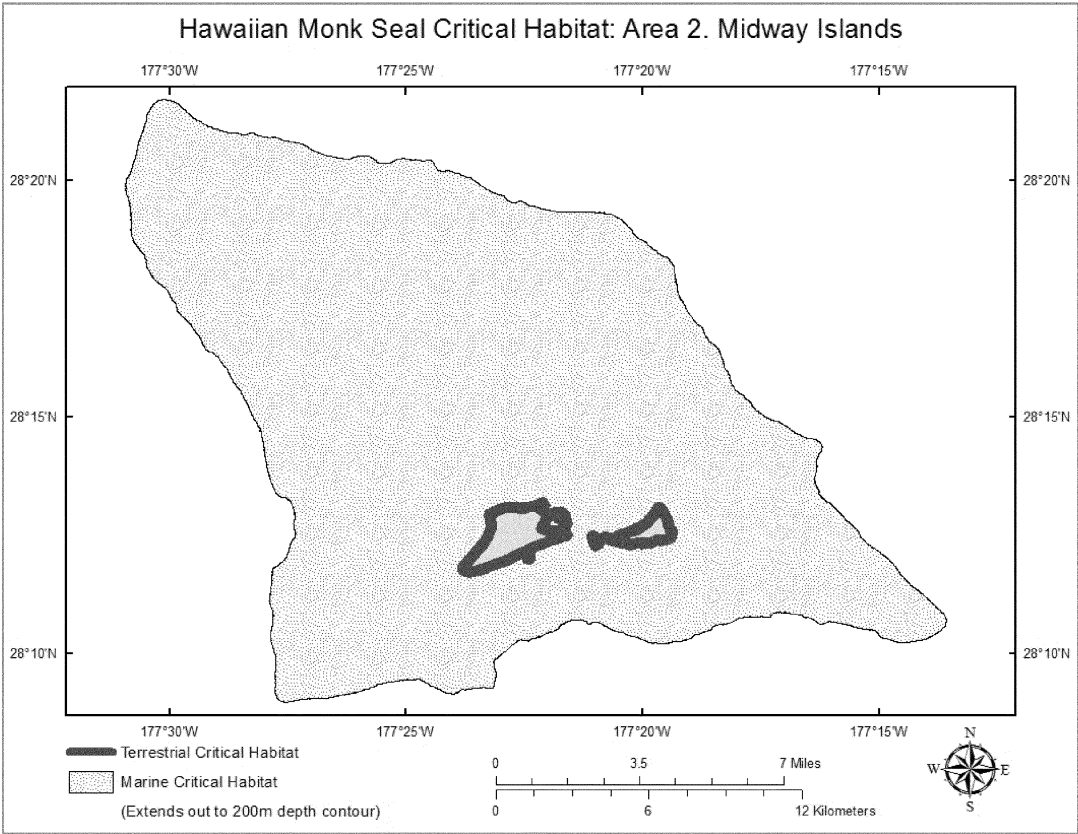 Hawaiian Monk Seal Critical Habitat: Area 2. Midway Islands
177°30'W 177°25'W 177°20'W 177°15'W
28°20'N 28°20'N
28°15'N 28°15'N
28°10'N 28°10'N
177°30'W 177°25'W 177°20'W 177°15'W
Terrestrial Critical Habitat
Marine Critical Habitat
(Extends out to 200m depth contour)
0 3.5 7 Miles
0 6 12 Kilometers
N
W E
S